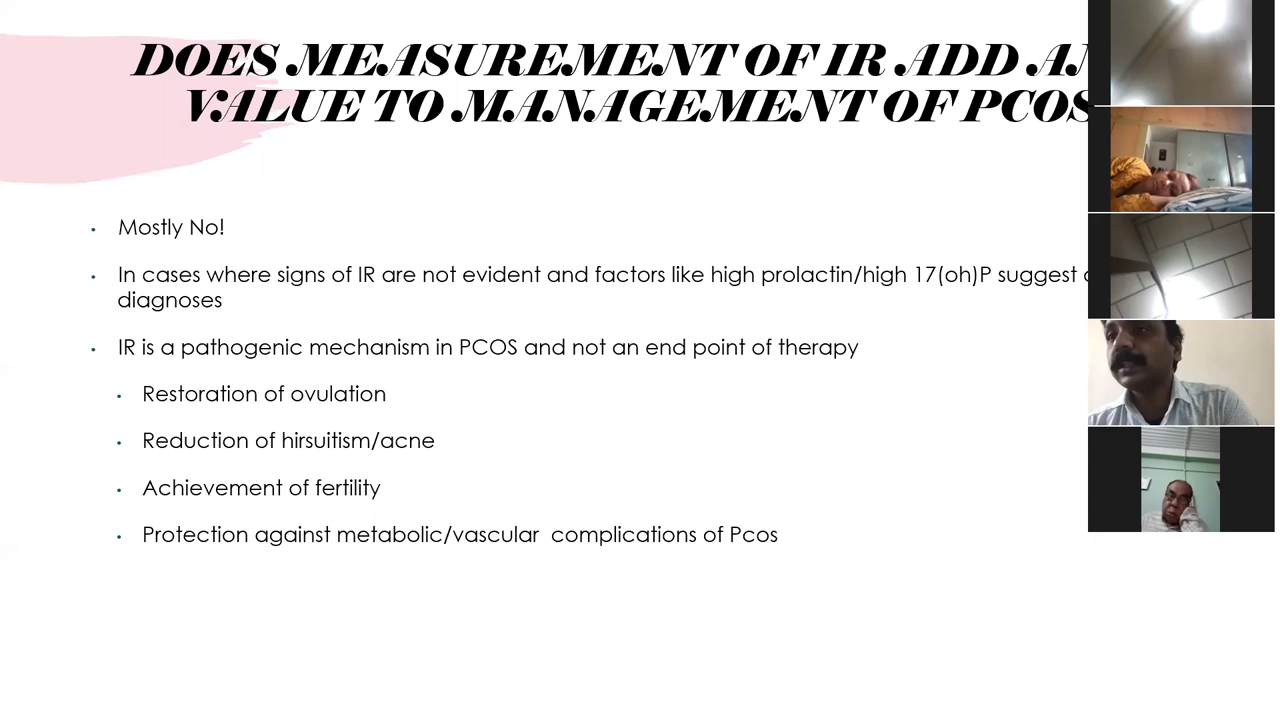 DOES MEASUREMENT OF IR ADD
VALUE TO MANAGEMENT OF PCOS
• Mostly No!
• In cases where signs of IR are not evident and factors like high prolactin/high 17(oh)P suggest
diagnoses
• IR is a pathogenic mechanism in PCOS and not an end point of therapy
• Restoration of ovulation
• Reduction of hirsuitism/acne
• Achievement of fertility
• Protection against metabolic/vascular complications of Pcos